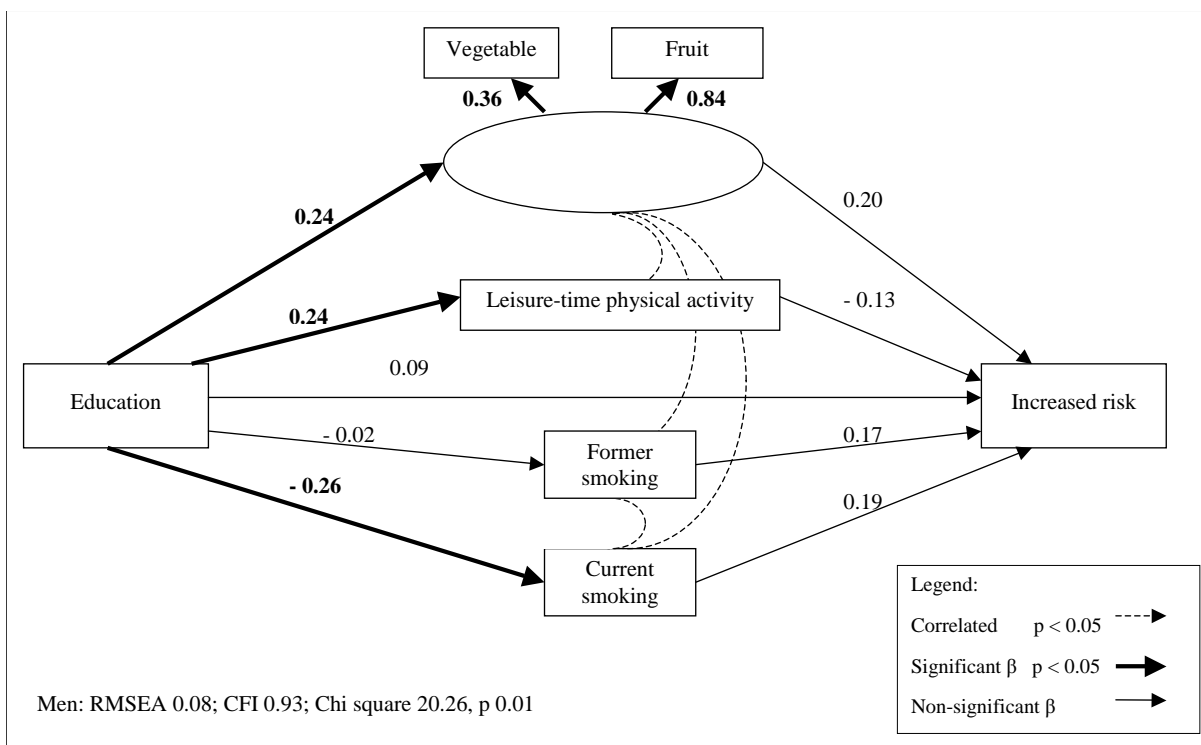 Vegetable
Fruit
0.36
0.84
0.24
0.20
Leisure-time physical activity
- 0.13
0.24
0.09
Education
Increased risk
- 0.02
Former
smoking
0.17
- 0.26
0.19
Current
smoking
Legend:
Correlated p < 0.05
Significant β p < 0.05
Non-significant β
Men: RMSEA 0.08; CFI 0.93; Chi square 20.26, p 0.01